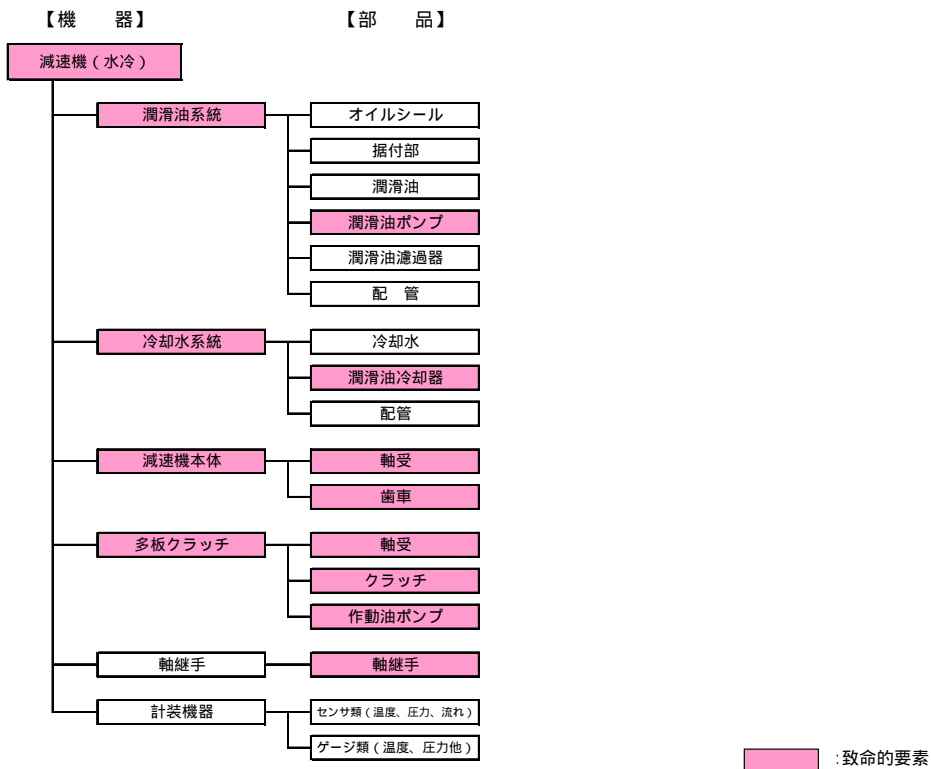 【機　器】　【部　品】
減速機（水冷）
潤滑油系統　オイルシール
据付部
潤滑油
潤滑油ポンプ
潤滑油濾過器
配　管
冷却水系統　冷却水
潤滑油冷却器
配管
減速機本体　軸受
歯車
多板クラッチ　軸受
クラッチ
作動油ポンプ
軸継手　軸継手
計装機器　センサ類（温度、圧力、流れ）
ゲージ類（温度、圧力他）
:致命的要素